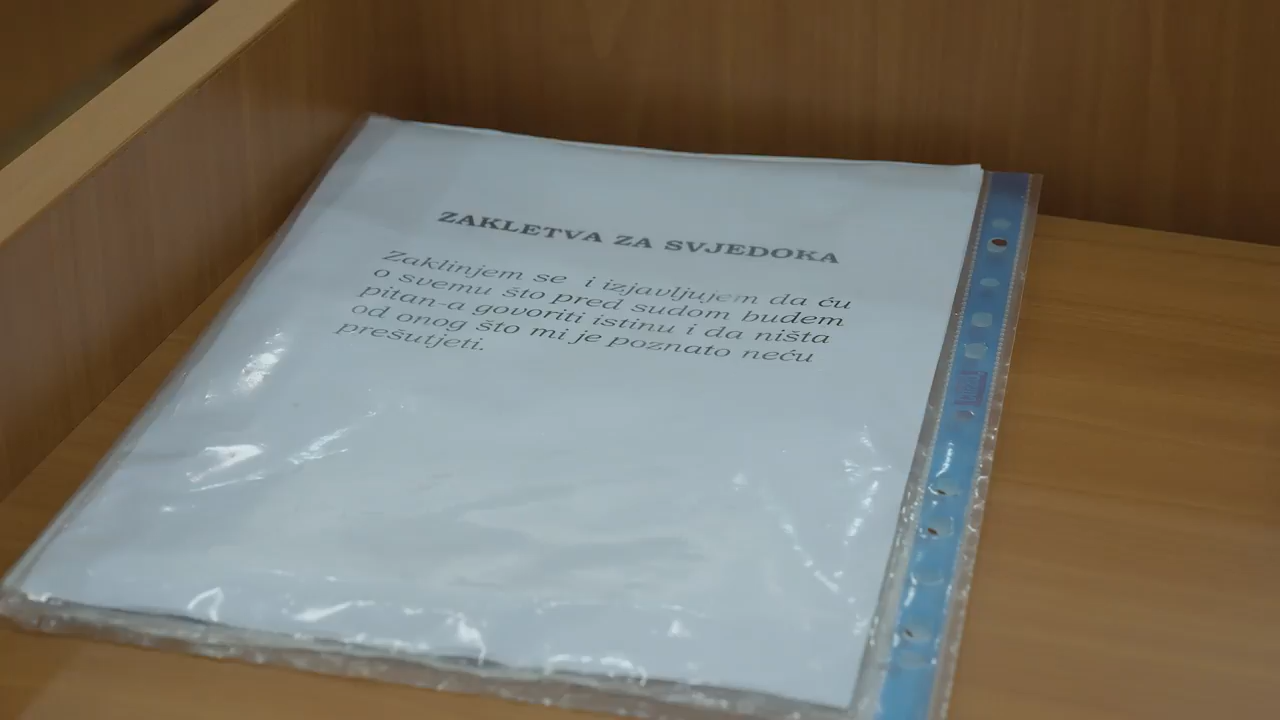 ZAKLETVA ZA SVJEDOKA
Zaklinjem se i izjavljujem da ću
o svemu što pred sudom budem
pitan-a govoriti istinu i da ništa
od onog što mi je poznato neću
prešutjeti.